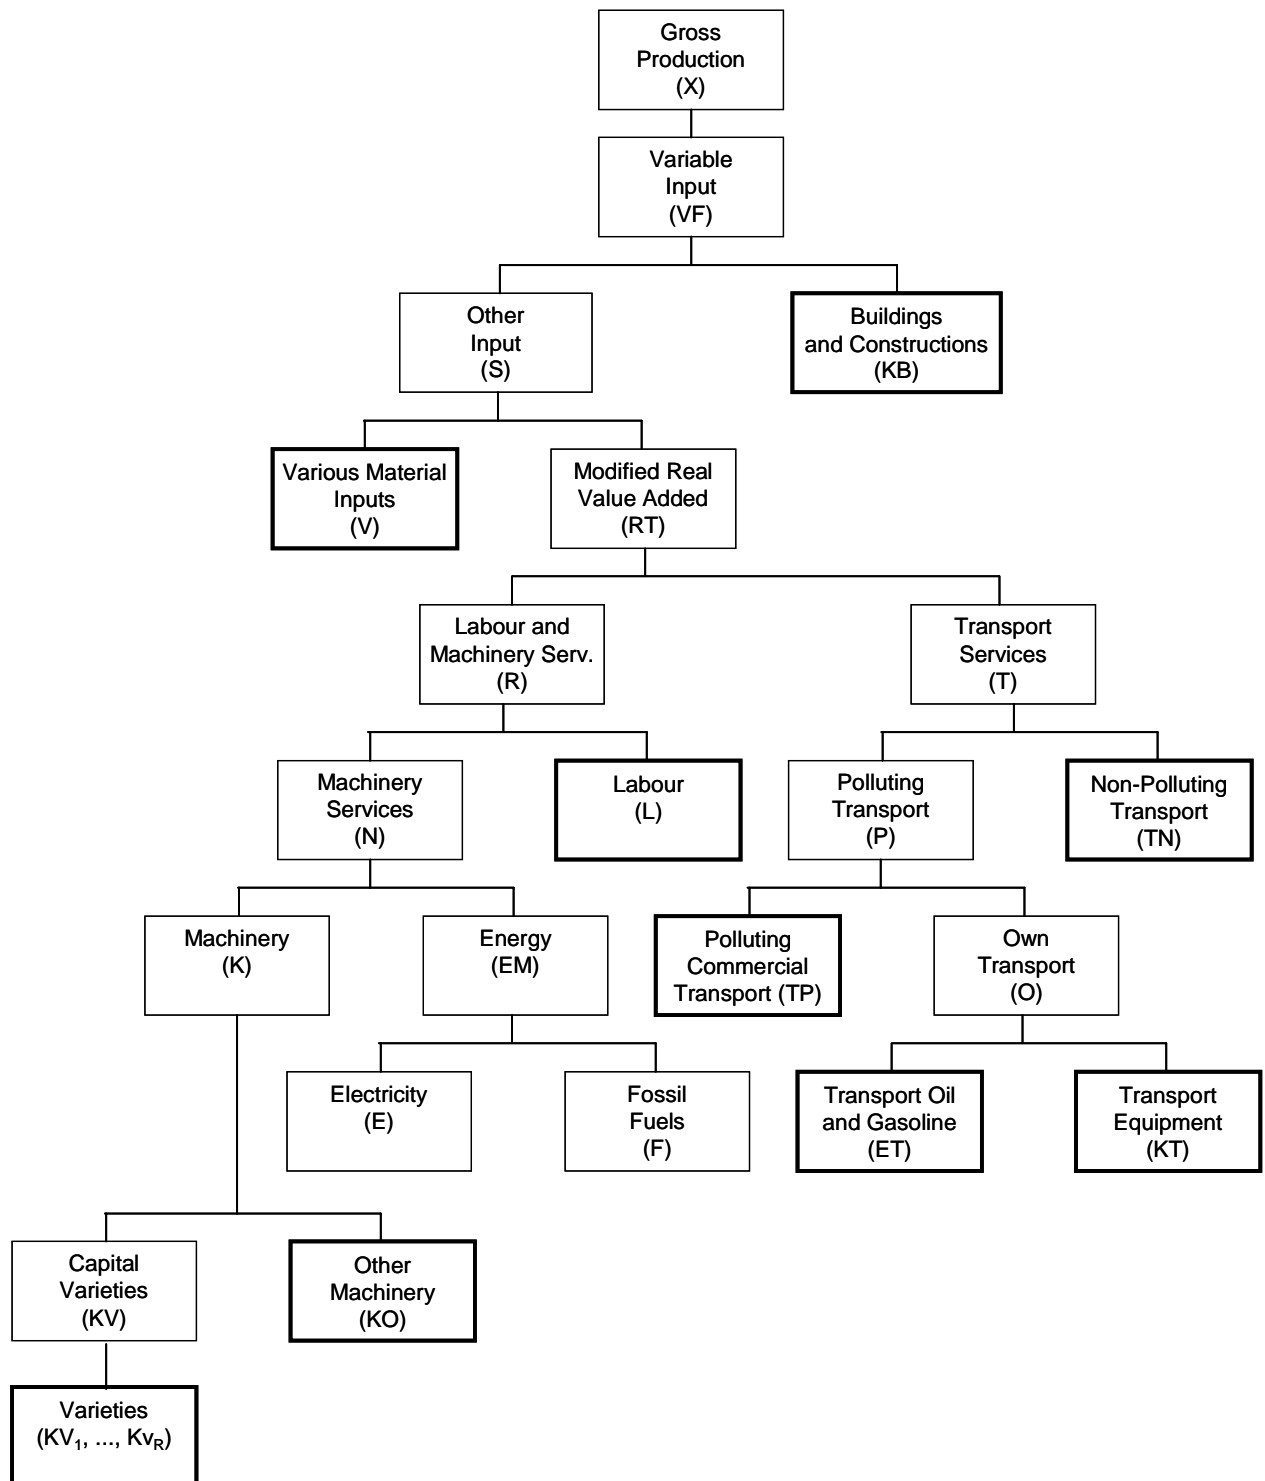 Gross
Production
(X)
Variable
Input
(VF)
Other
Input
(S)
Buildings
and Constructions
(KB)
Various Material
Inputs
(V)
Modified Real
Value Added
(RT)
Labour and
Machinery Serv.
(R)
Transport
Services
(T)
Machinery
Services
(N)
Labour
(L)
Polluting
Transport
(P)
Non-Polluting
Transport
(TN)
Machinery
(K)
Energy
(EM)
Polluting
Commercial
Transport (TP)
Own
Transport
(O)
Electricity
(E)
Fossil
Fuels
(F)
Transport Oil
and Gasoline
(ET)
Transport
Equipment
(KT)
Capital
Varieties
(KV)
Other
Machinery
(KO)
Varieties
(KV₁, ..., Kv<sub>R</sub>)